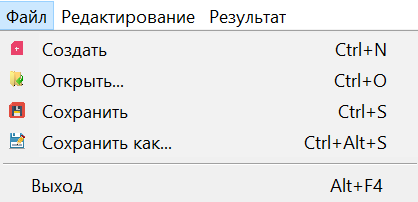 Файл Редактирование Результат
Создать Ctrl+N
Открыть... Ctrl+O
Сохранить Ctrl+S
Сохранить как... Ctrl+Alt+S
Выход Alt+F4